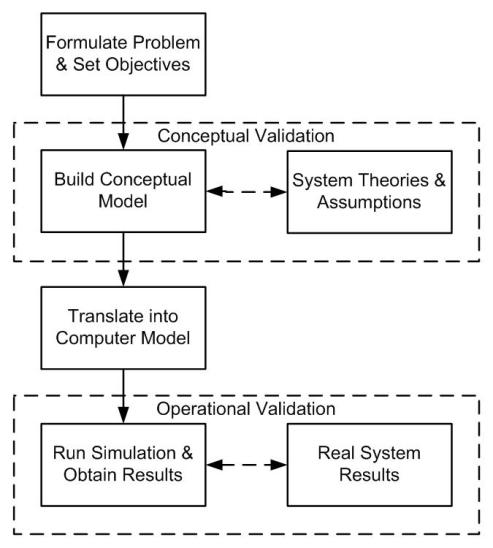 Formulate Problem
& Set Objectives
Conceptual Validation
Build Conceptual
Model
System Theories &
Assumptions
Translate into
Computer Model
Operational Validation
Run Simulation &
Obtain Results
Real System
Results